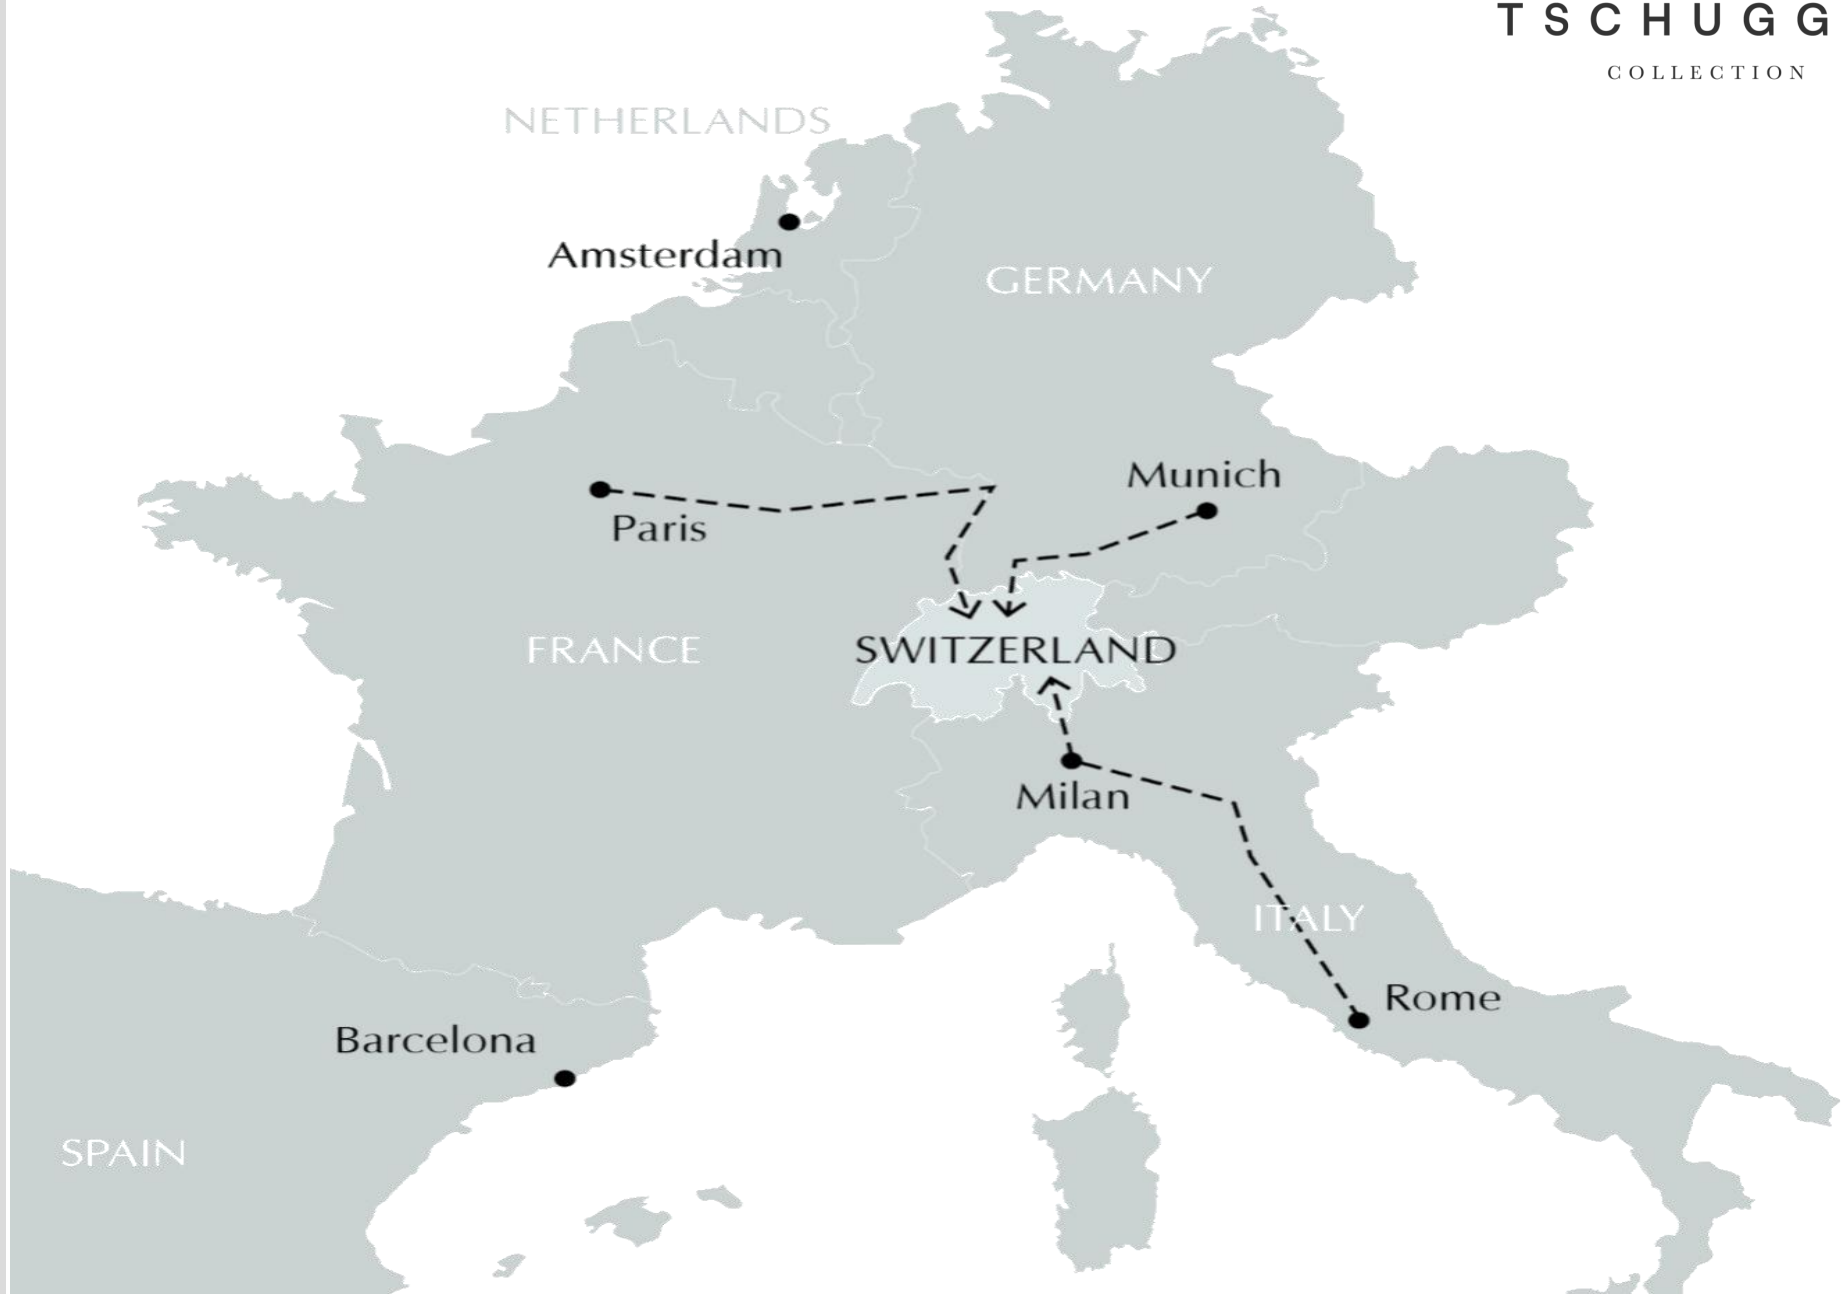 TSCHUGG
COLLECTION
NETHERLANDS
Amsterdam
GERMANY
Munich
Paris
FRANCE
SWITZERLAND
Milan
ITALY
Rome
Barcelona
SPAIN